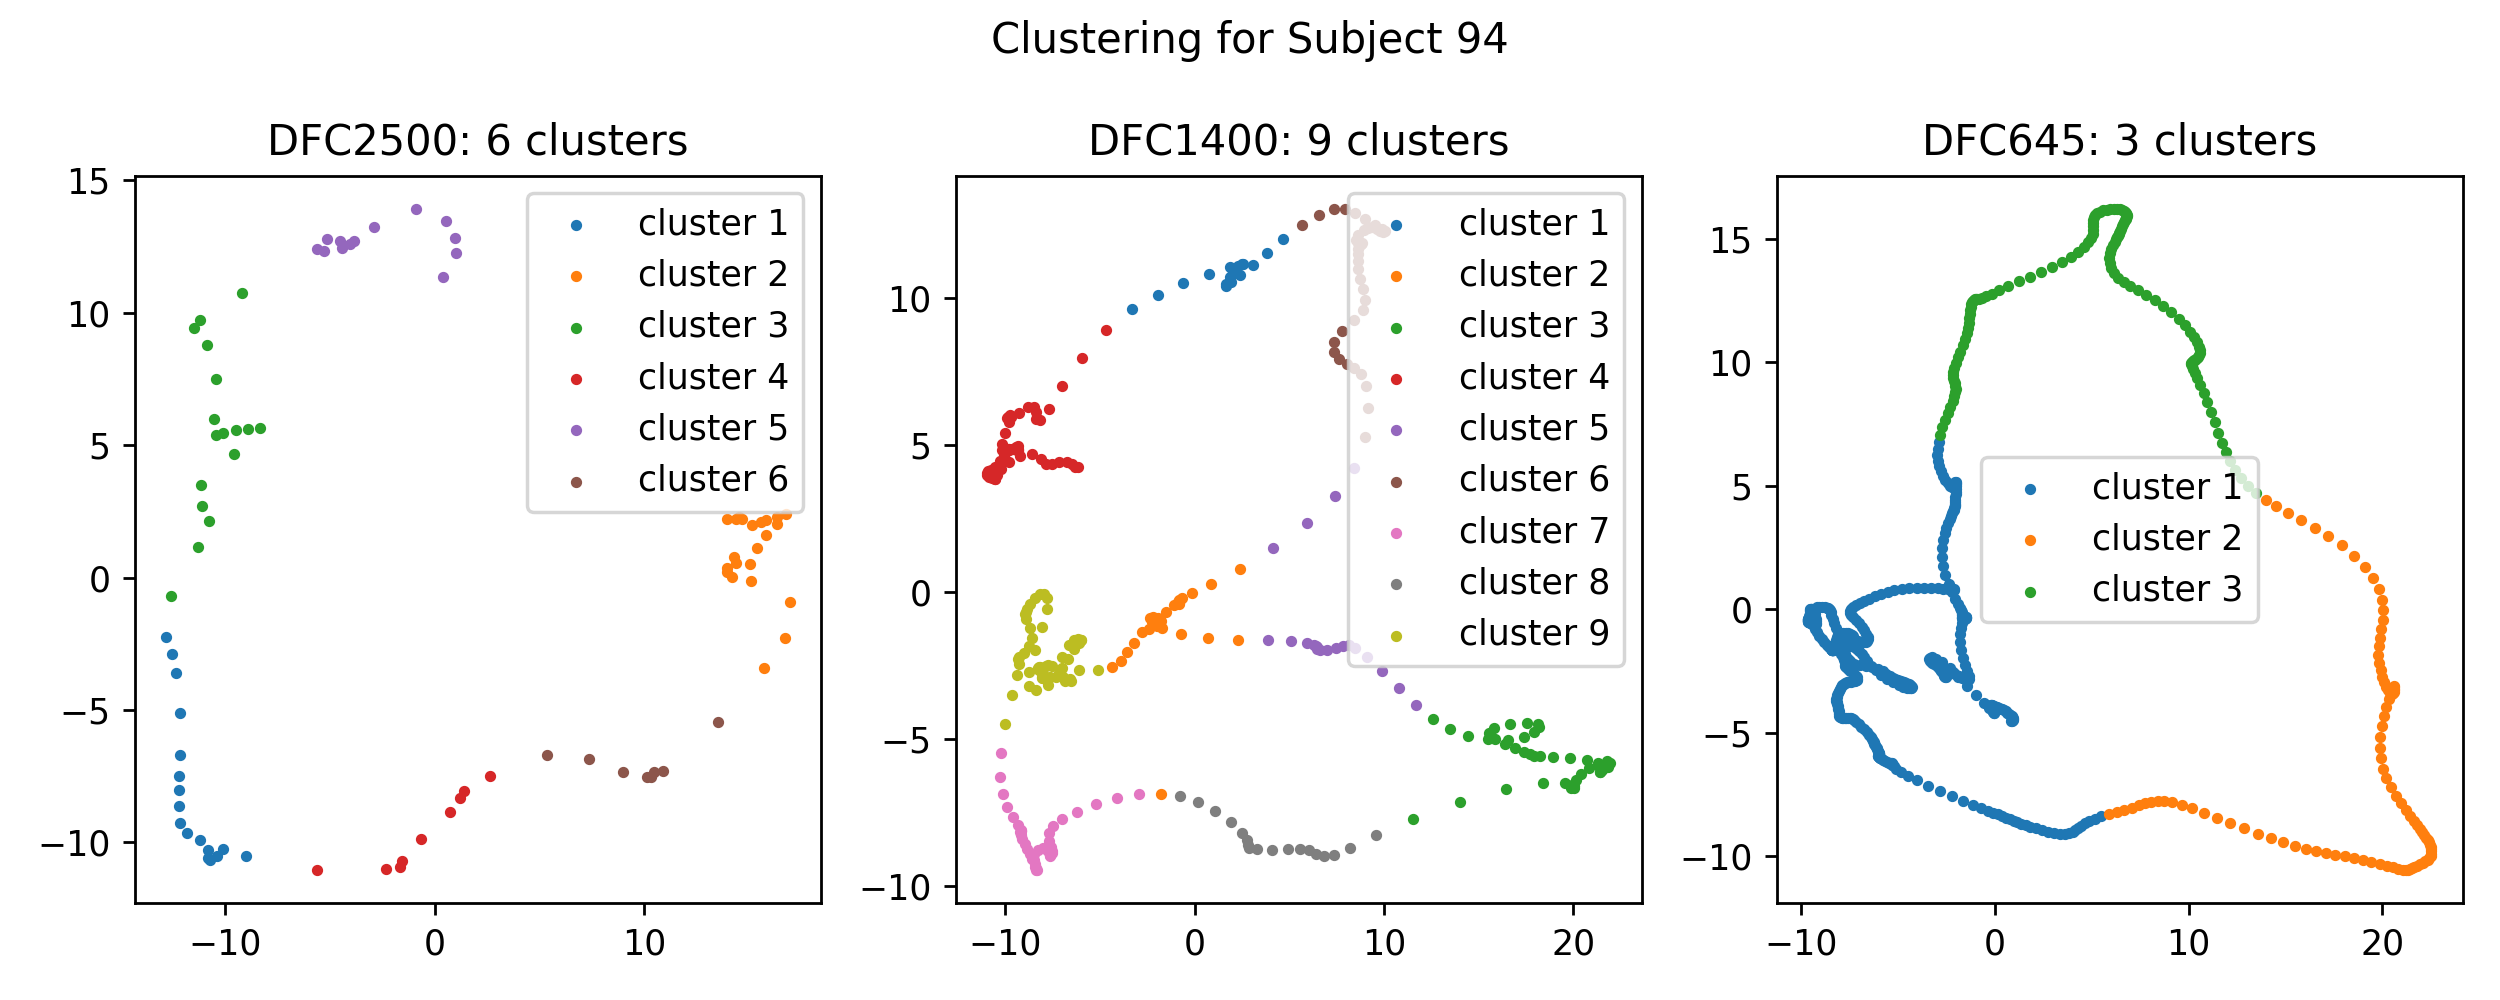 Clustering for Subject 94
DFC2500: 6 clusters
15
10
5
0
−5
−10
−10
0
10
cluster 1
cluster 2
cluster 3
cluster 4
cluster 5
cluster 6
DFC1400: 9 clusters
10
5
0
−5
−10
−10
0
10
20
cluster 1
cluster 2
cluster 3
cluster 4
cluster 5
cluster 6
cluster 7
cluster 8
cluster 9
DFC645: 3 clusters
15
10
5
0
−5
−10
−10
0
10
20
cluster 1
cluster 2
cluster 3